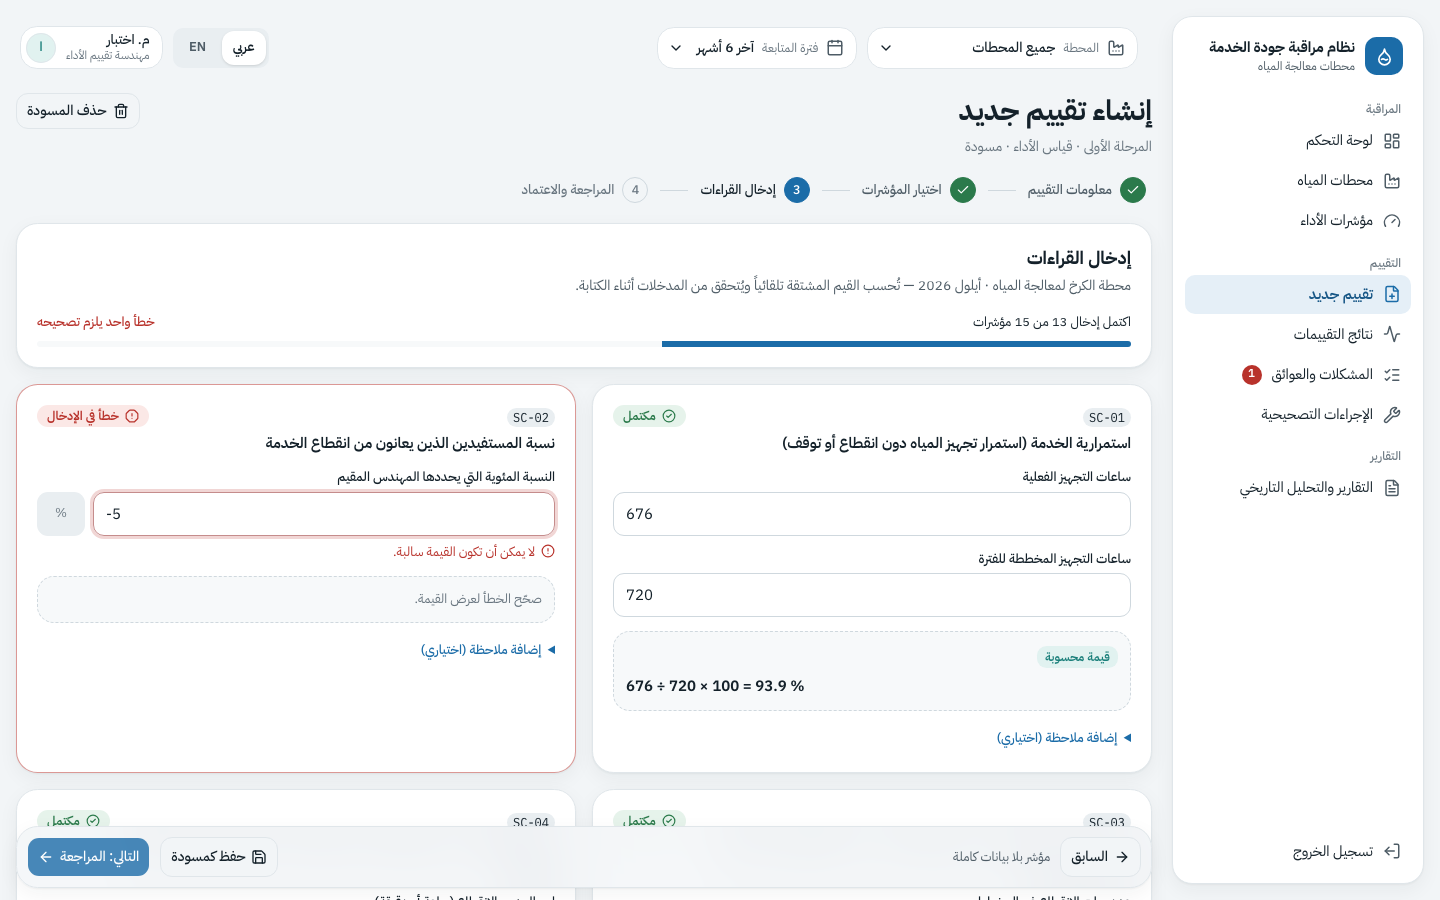 نظام مراقبة جودة الخدمة
محطات معالجة المياه
المراقبة
لوحة التحكم
محطات المياه
مؤشرات الأداء
التقييم
تقييم جديد
نتائج التقييمات
المشكلات والعوائق 1
الإجراءات التصحيحية
التقارير
التقارير والتحليل التاريخي
تسجيل الخروج
المحطة جميع المحطات
فترة المتابعة آخر 6 أشهر
عربي EN
م. اختبار
مهندسة تقييم الأداء
ا
إنشاء تقييم جديد
المرحلة الأولى · قياس الأداء · مسودة
حذف المسودة
معلومات التقييم
اختيار المؤشرات
3 إدخال القراءات
4 المراجعة والاعتماد
إدخال القراءات
محطة الكرخ لمعالجة المياه · أيلول 2026 — تُحسب القيم المشتقة تلقائياً ويُتحقق من المدخلات أثناء الكتابة.
اكتمل إدخال 13 من 15 مؤشرات
خطأ واحد يلزم تصحيحه
SC-01
مكتمل
استمرارية الخدمة (استمرار تجهيز المياه دون انقطاع أو توقف)
ساعات التجهيز الفعلية
676
ساعات التجهيز المخططة للفترة
720
قيمة محسوبة
676 ÷ 720 × 100 = 93.9 %
إضافة ملاحظة (اختياري)
SC-02
خطأ في الإدخال
نسبة المستفيدين الذين يعانون من انقطاع الخدمة
النسبة المئوية التي يحددها المهندس المقيم
-5
%
لا يمكن أن تكون القيمة سالبة.
صحّح الخطأ لعرض القيمة.
إضافة ملاحظة (اختياري)
SC-03
مكتمل
SC-04
مكتمل
السابق
مؤشر بلا بيانات كاملة
حفظ كمسودة
التالي: المراجعة